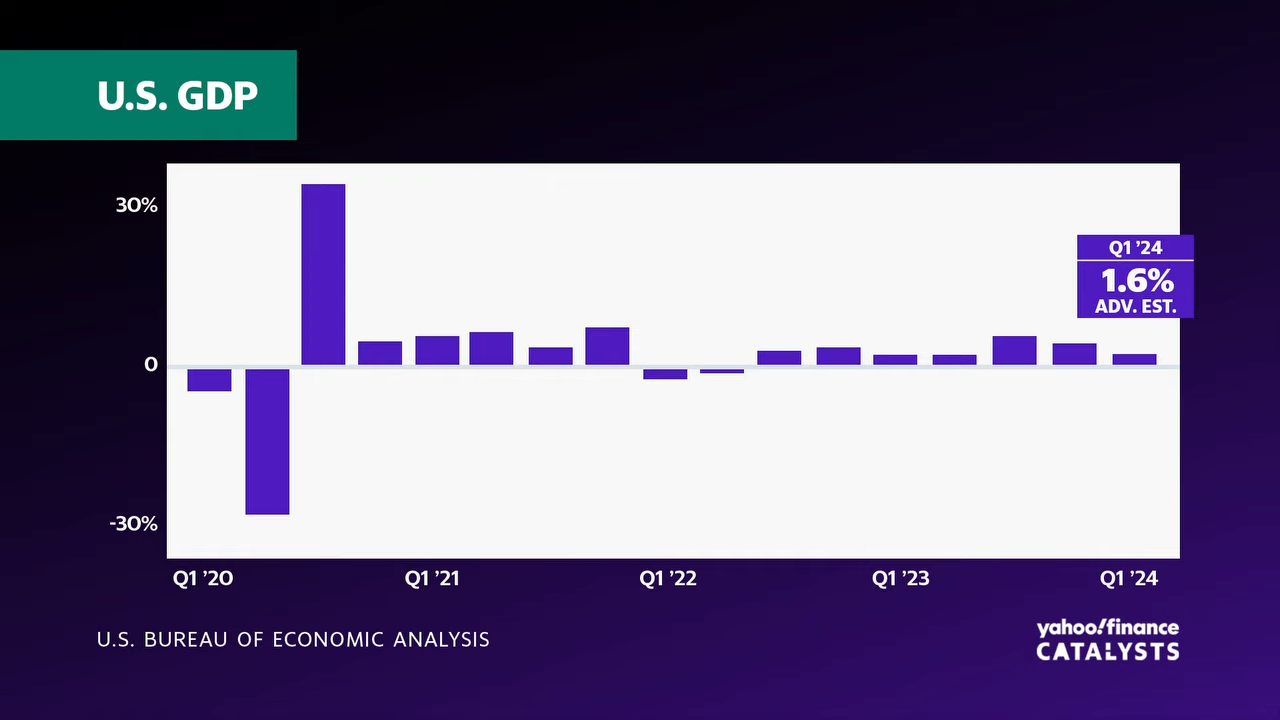 U.S. GDP
30%
Q1 ’24
1.6%
ADV. EST.
0
-30%
Q1 ’20 Q1 ’21 Q1 ’22 Q1 ’23 Q1 ’24
U.S. BUREAU OF ECONOMIC ANALYSIS
yahoo!finance
CATALYSTS